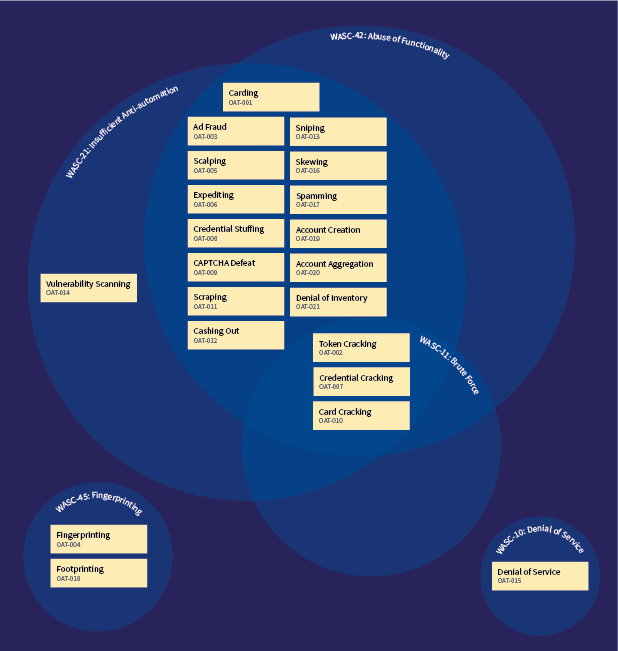 WASC-42: Abuse of Functionality
WASC-21: Insufficient Anti-automation
Carding
OAT-001
Ad Fraud
OAT-003
Sniping
OAT-013
Scalping
OAT-005
Skewing
OAT-016
Expediting
OAT-006
Spamming
OAT-017
Credential Stuffing
OAT-008
Account Creation
OAT-019
CAPTCHA Defeat
OAT-009
Account Aggregation
OAT-020
Vulnerability Scanning
OAT-014
Scraping
OAT-011
Denial of Inventory
OAT-021
Cashing Out
OAT-012
WASC-11: Brute Force
Token Cracking
OAT-002
Credential Cracking
OAT-007
Card Cracking
OAT-010
WASC-45: Fingerprinting
Fingerprinting
OAT-004
Footprinting
OAT-018
WASC-10: Denial of Service
Denial of Service
OAT-015